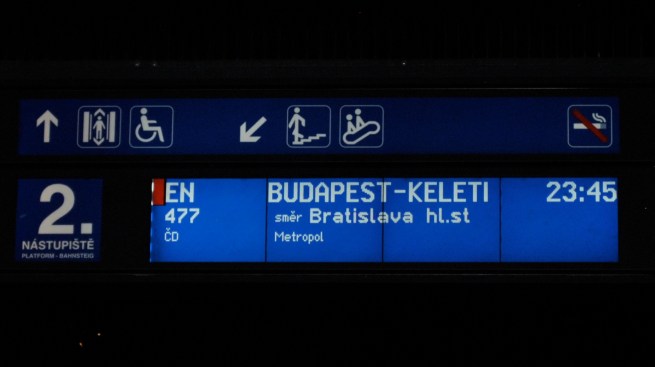 2.
NÁSTUPIŠTĚ
PLATFORM - BAHNSTEIG
EN BUDAPEST-KELETI 23:45
477 směr Bratislava hl.st
ČD Metropol